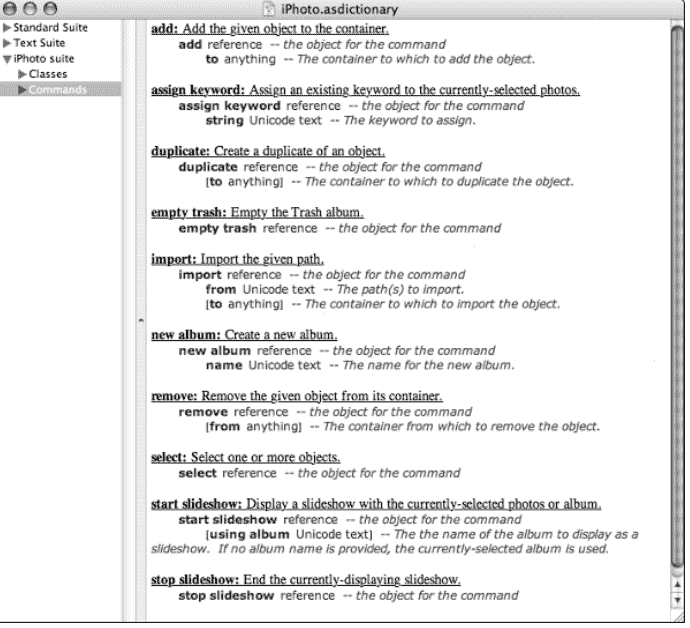 iPhoto.asdictionary
Standard Suite
Text Suite
iPhoto suite
Classes
Commands
add: Add the given object to the container.
add reference -- the object for the command
to anything -- The container to which to add the object.
assign keyword: Assign an existing keyword to the currently-selected photos.
assign keyword reference -- the object for the command
string Unicode text -- The keyword to assign.
duplicate: Create a duplicate of an object.
duplicate reference -- the object for the command
[to anything] -- The container to which to duplicate the object.
empty trash: Empty the Trash album.
empty trash reference -- the object for the command
import: Import the given path.
import reference -- the object for the command
from Unicode text -- The path(s) to import.
[to anything] -- The container to which to import the object.
new album: Create a new album.
new album reference -- the object for the command
name Unicode text -- The name for the new album.
remove: Remove the given object from its container.
remove reference -- the object for the command
[from anything] -- The container from which to remove the object.
select: Select one or more objects.
select reference -- the object for the command
start slideshow: Display a slideshow with the currently-selected photos or album.
start slideshow reference -- the object for the command
[using album Unicode text] -- The the name of the album to display as a
slideshow. If no album name is provided, the currently-selected album is used.
stop slideshow: End the currently-displaying slideshow.
stop slideshow reference -- the object for the command